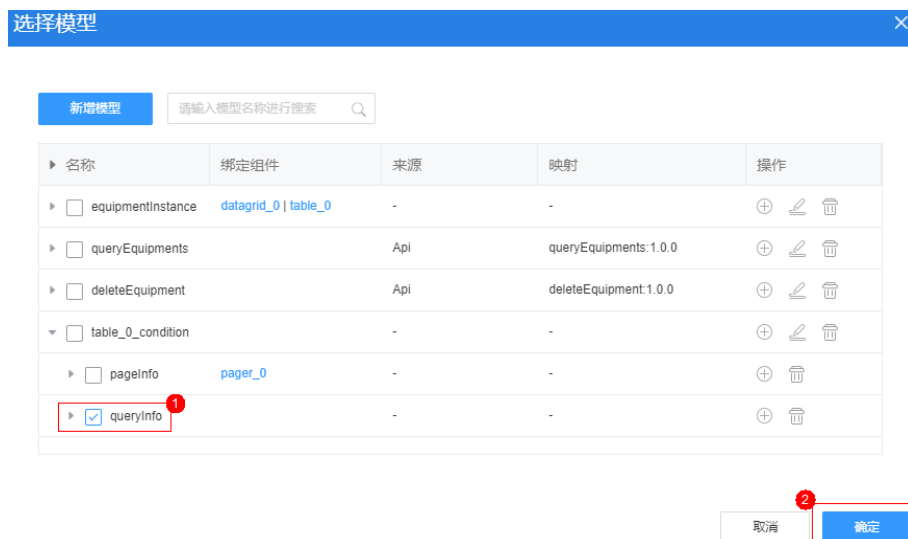 选择模型
新增模型 请输入模型名称进行搜索
名称 绑定组件 来源 映射 操作
equipmentInstance datagrid_0 | table_0 - -
queryEquipments Api queryEquipments:1.0.0
deleteEquipment Api deleteEquipment:1.0.0
table_0_condition - -
pageInfo pager_0 - -
1
queryInfo - -
2
取消 确定